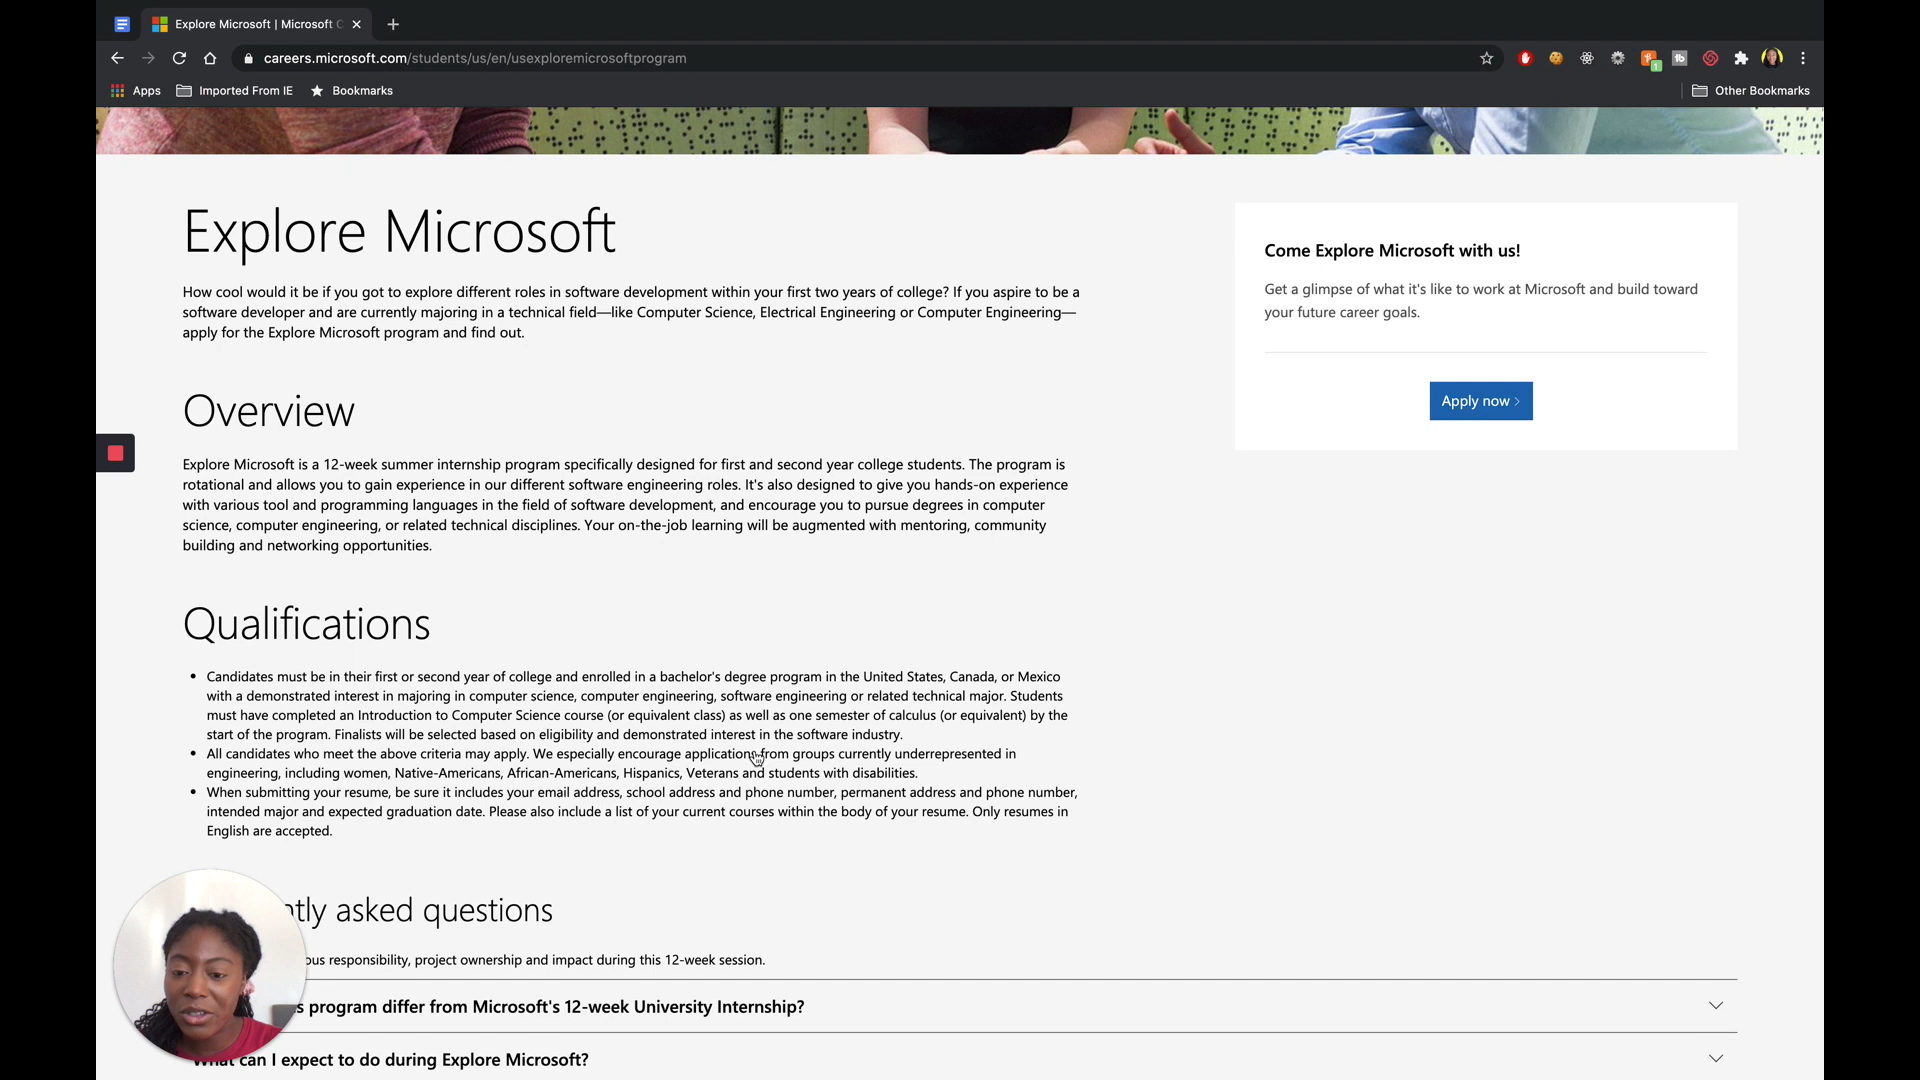 Explore Microsoft | Microsoft C
careers.microsoft.com/students/us/en/usexploremicrosoftprogram
1
Apps
Imported From IE
Bookmarks
Other Bookmarks
Explore Microsoft
How cool would it be if you got to explore different roles in software development within your first two years of college? If you aspire to be a
software developer and are currently majoring in a technical field—like Computer Science, Electrical Engineering or Computer Engineering—
apply for the Explore Microsoft program and find out.
Come Explore Microsoft with us!
Get a glimpse of what it's like to work at Microsoft and build toward
your future career goals.
Apply now
Overview
Explore Microsoft is a 12-week summer internship program specifically designed for first and second year college students. The program is
rotational and allows you to gain experience in our different software engineering roles. It's also designed to give you hands-on experience
with various tool and programming languages in the field of software development, and encourage you to pursue degrees in computer
science, computer engineering, or related technical disciplines. Your on-the-job learning will be augmented with mentoring, community
building and networking opportunities.
Qualifications
Candidates must be in their first or second year of college and enrolled in a bachelor's degree program in the United States, Canada, or Mexico
with a demonstrated interest in majoring in computer science, computer engineering, software engineering or related technical major. Students
must have completed an Introduction to Computer Science course (or equivalent class) as well as one semester of calculus (or equivalent) by the
start of the program. Finalists will be selected based on eligibility and demonstrated interest in the software industry.
All candidates who meet the above criteria may apply. We especially encourage applications from groups currently underrepresented in
engineering, including women, Native-Americans, African-Americans, Hispanics, Veterans and students with disabilities.
When submitting your resume, be sure it includes your email address, school address and phone number, permanent address and phone number,
intended major and expected graduation date. Please also include a list of your current courses within the body of your resume. Only resumes in
English are accepted.
ntly asked questions
ous responsibility, project ownership and impact during this 12-week session.
s program differ from Microsoft's 12-week University Internship?
What can I expect to do during Explore Microsoft?